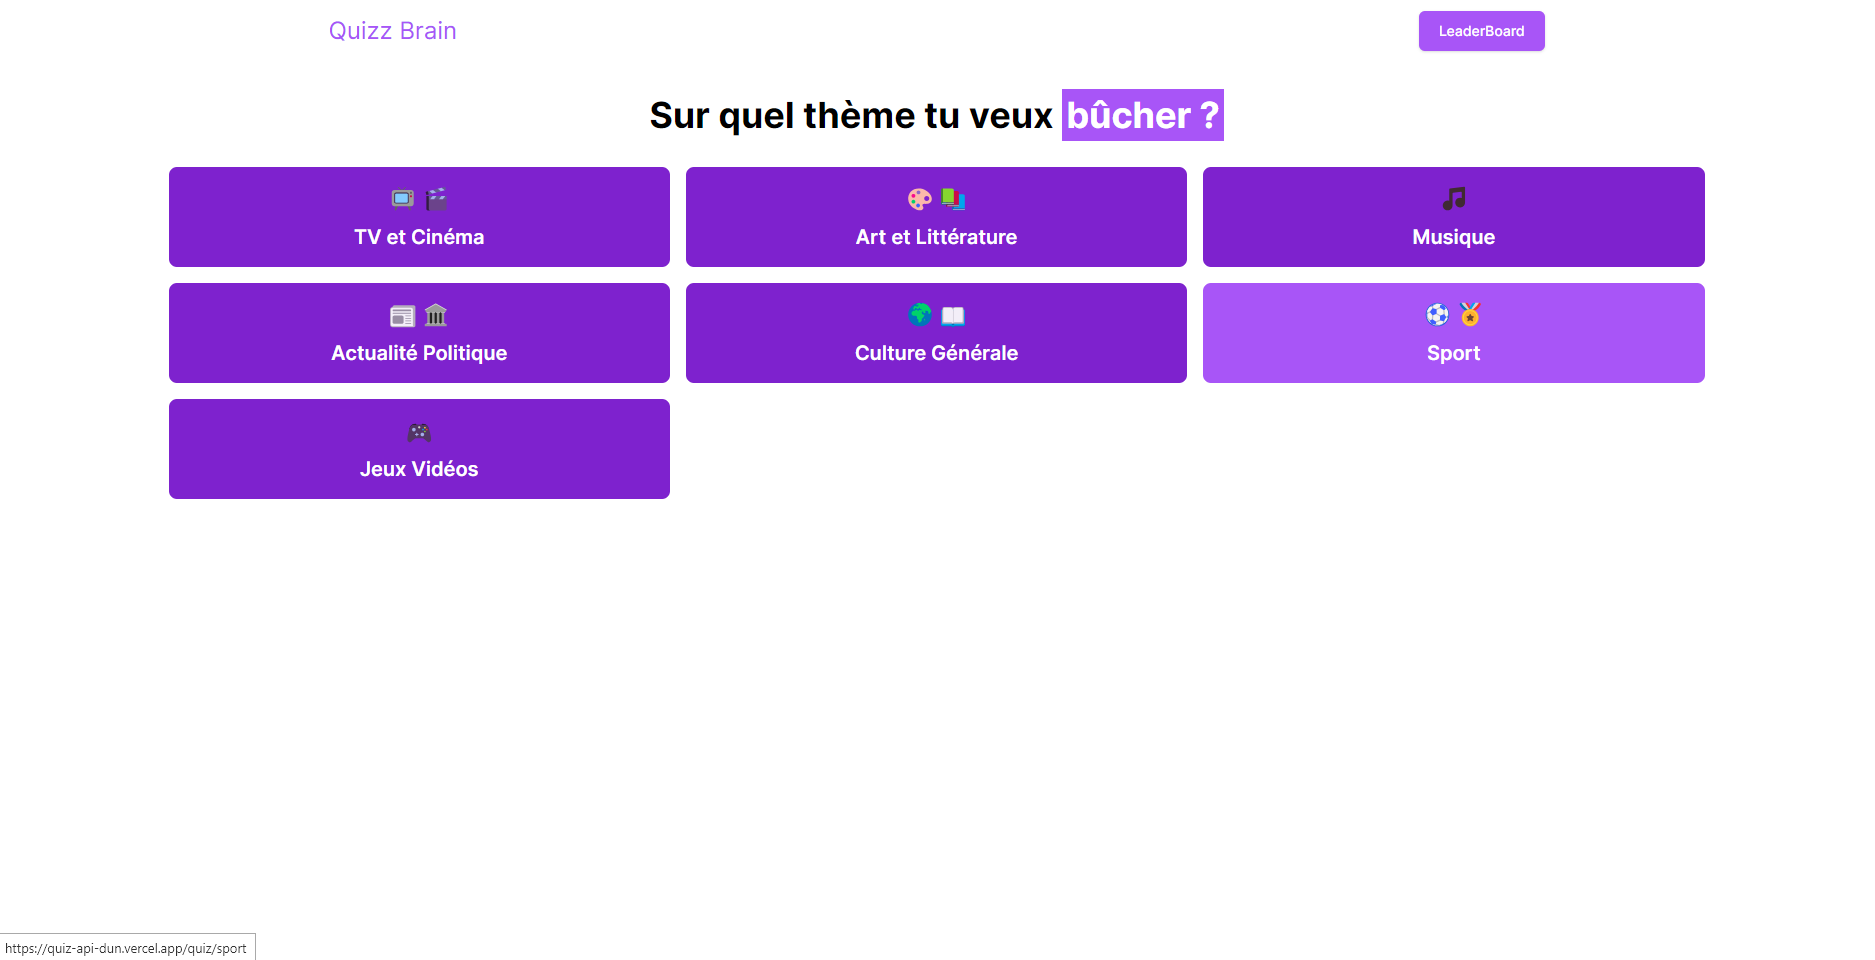 Quizz Brain
LeaderBoard
Sur quel thème tu veux bûcher ?
TV et Cinéma
Art et Littérature
Musique
Actualité Politique
Culture Générale
Sport
Jeux Vidéos
https://quiz-api-dun.vercel.app/quiz/sport